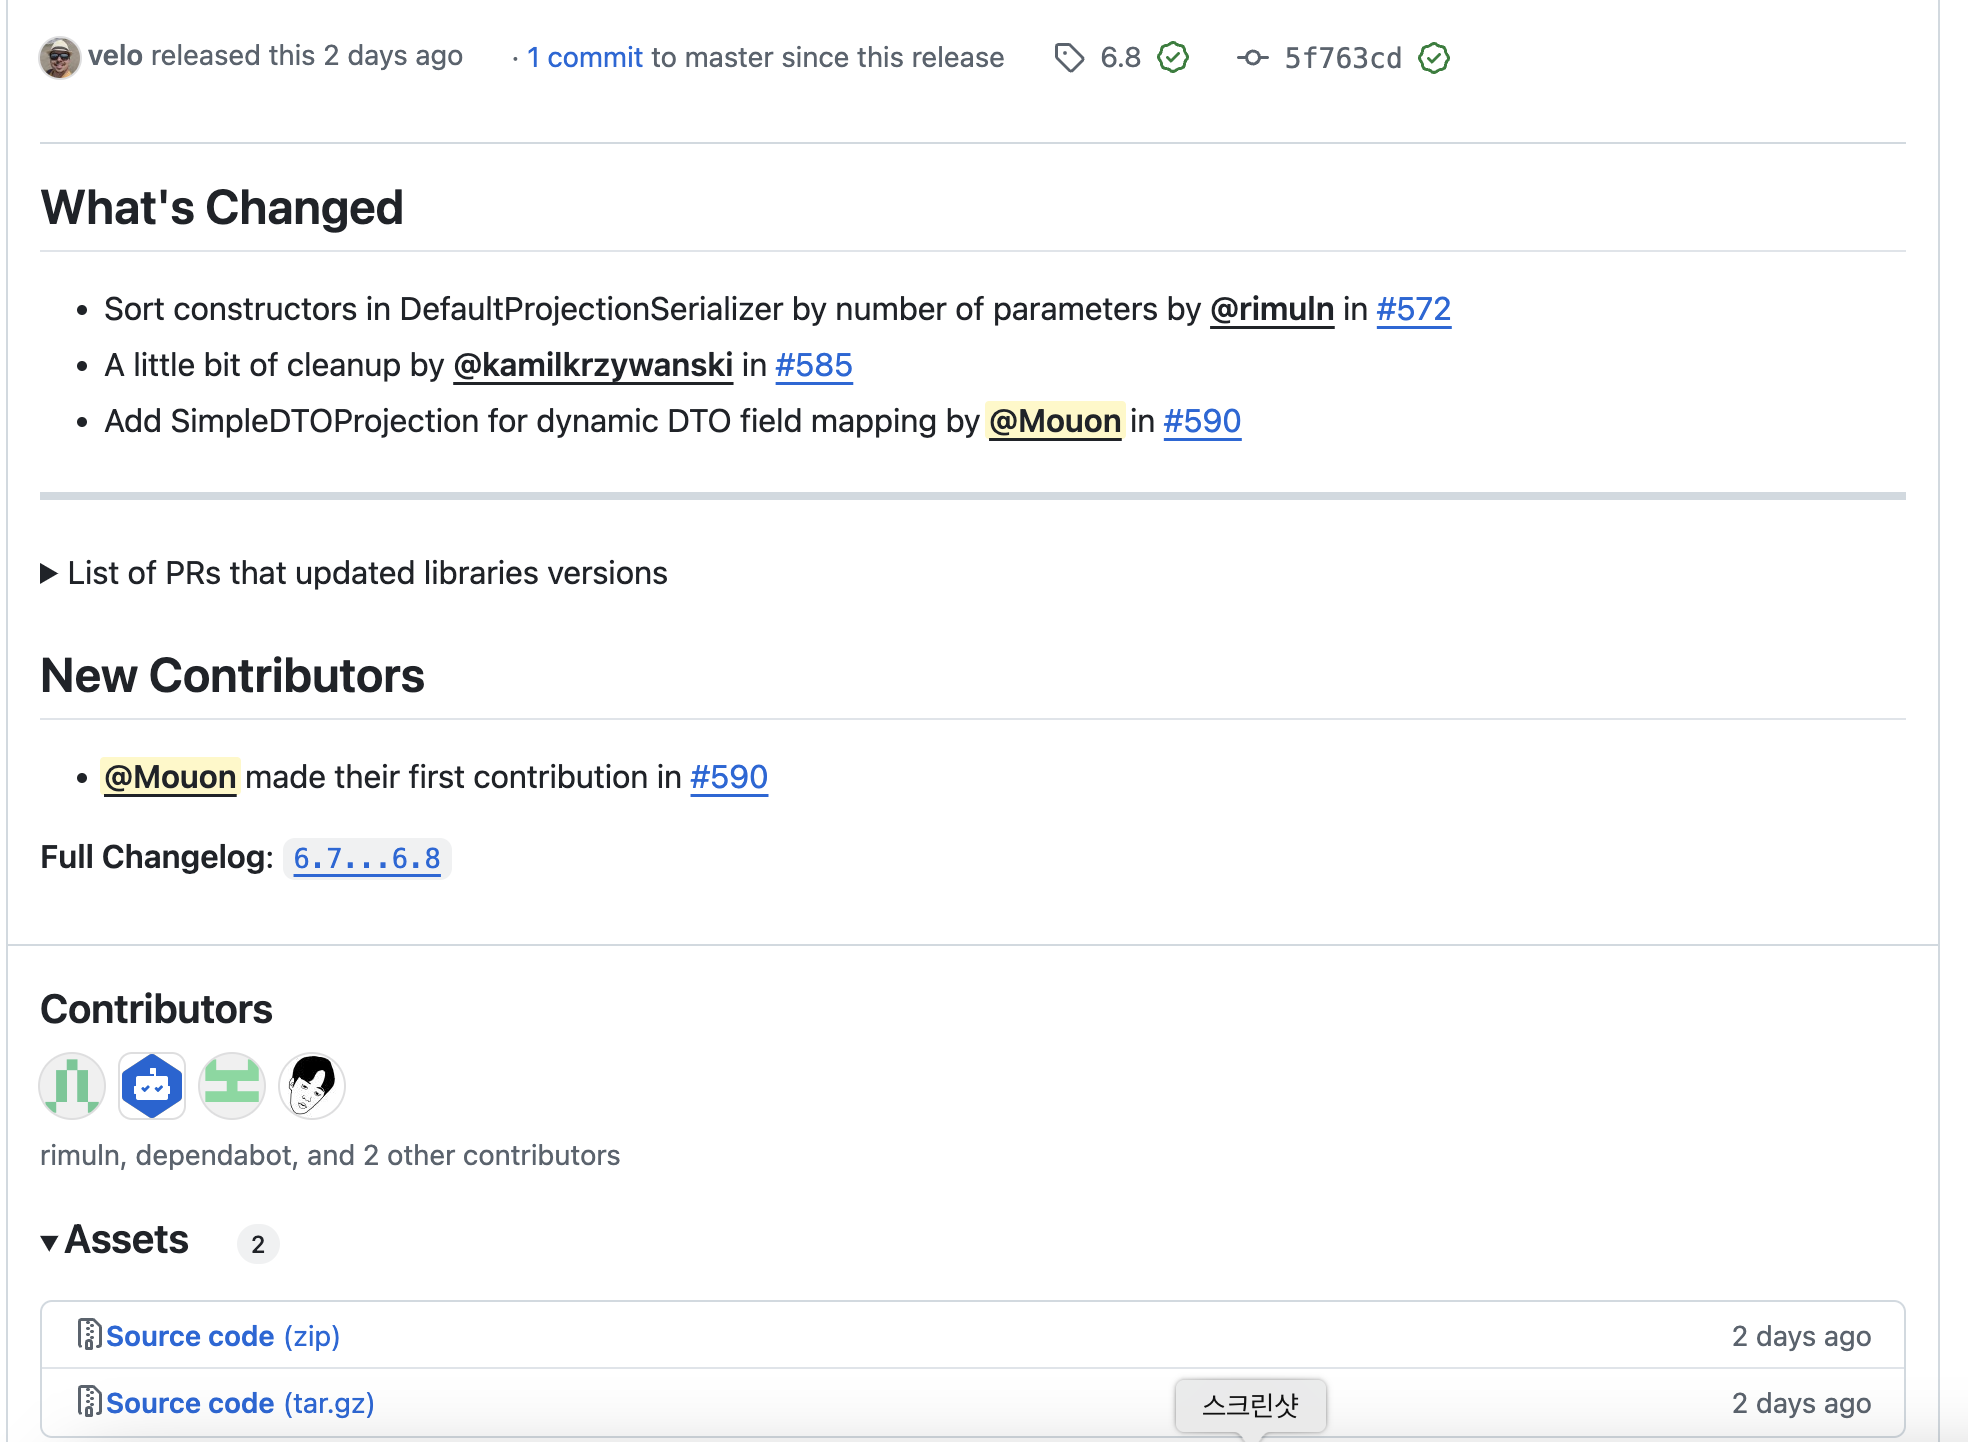 velo released this 2 days ago · 1 commit to master since this release 6.8 5f763cd
What's Changed
• Sort constructors in DefaultProjectionSerializer by number of parameters by @rimuln in #572
• A little bit of cleanup by @kamilkrzywanski in #585
• Add SimpleDTOProjection for dynamic DTO field mapping by @Mouon in #590
▶ List of PRs that updated libraries versions
New Contributors
• @Mouon made their first contribution in #590
Full Changelog: 6.7...6.8
Contributors
rimuln, dependabot, and 2 other contributors
▼ Assets 2
Source code (zip) 2 days ago
Source code (tar.gz) 2 days ago
스크린샷